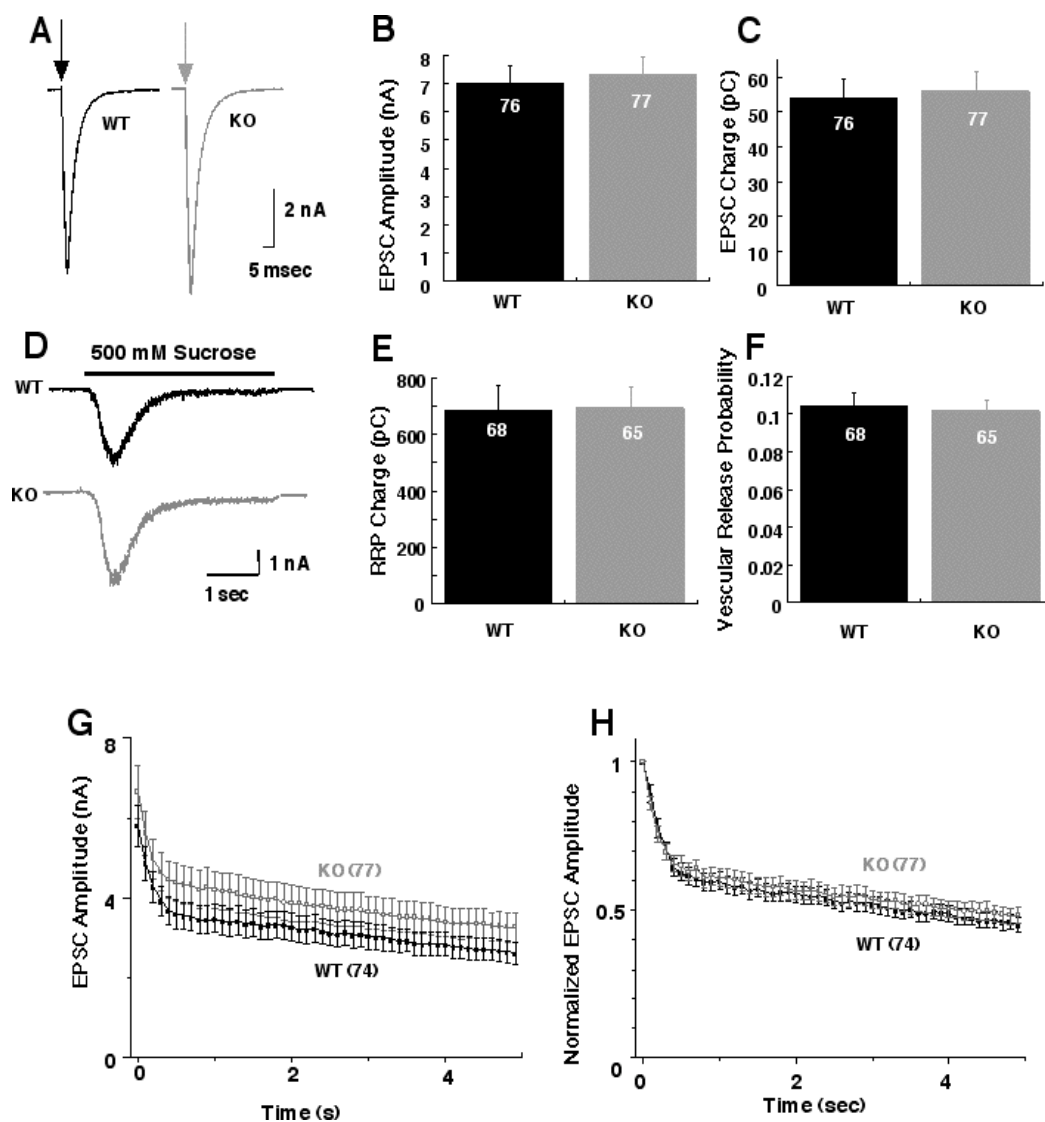 A
WT
KO
2 nA
5 msec
B
EPSC Amplitude (nA)
8
7
6
5
4
3
2
1
0
76
77
WT
KO
C
EPSC Charge (pC)
60
50
40
30
20
10
0
76
77
WT
KO
D
500 mM Sucrose
WT
KO
1 nA
1 sec
E
RRP Charge (pC)
800
600
400
200
0
68
65
WT
KO
F
Vescular Release Probability
0.12
0.1
0.08
0.06
0.04
0.02
0
68
65
WT
KO
G
EPSC Amplitude (nA)
8
4
0
KO (77)
WT (74)
0
2
4
Time (s)
H
Normalized EPSC Amplitude
1
0.5
0
KO (77)
WT (74)
0
2
4
Time (sec)